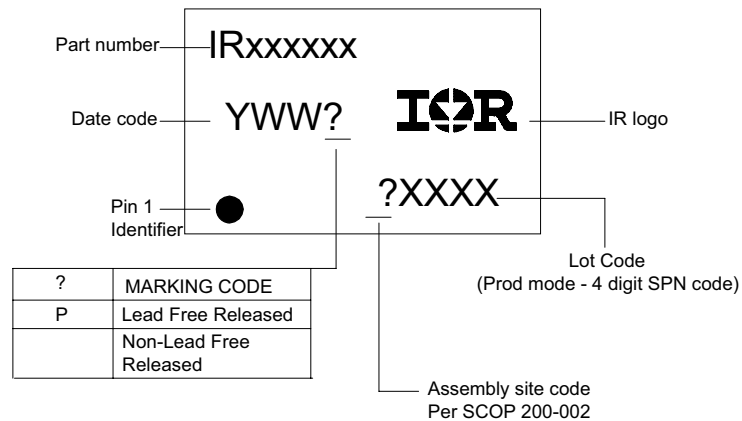 Part number
IRxxxxxx
Date code
YWW?
IOR
IR logo
Pin 1
Identifier
?XXXX
Lot Code
(Prod mode - 4 digit SPN code)
? MARKING CODE
P Lead Free Released
Non-Lead Free
Released
Assembly site code
Per SCOP 200-002